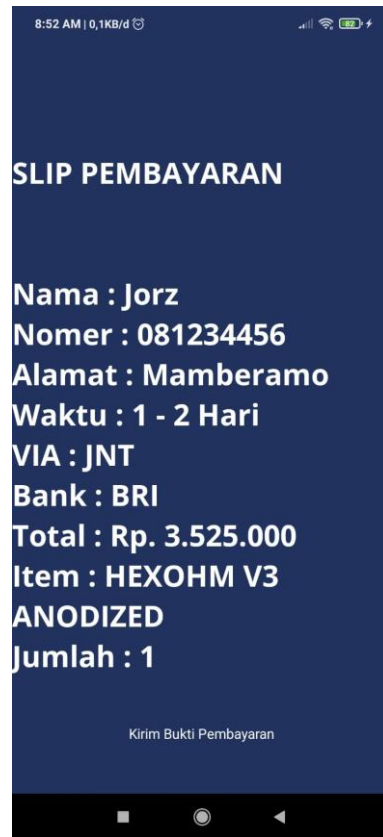 8:52 AM | 0,1KB/d
82
SLIP PEMBAYARAN
Nama : Jorz
Nomer : 081234456
Alamat : Mamberamo
Waktu : 1 - 2 Hari
VIA : JNT
Bank : BRI
Total : Rp. 3.525.000
Item : HEXOHM V3
ANODIZED
Jumlah : 1
Kirim Bukti Pembayaran